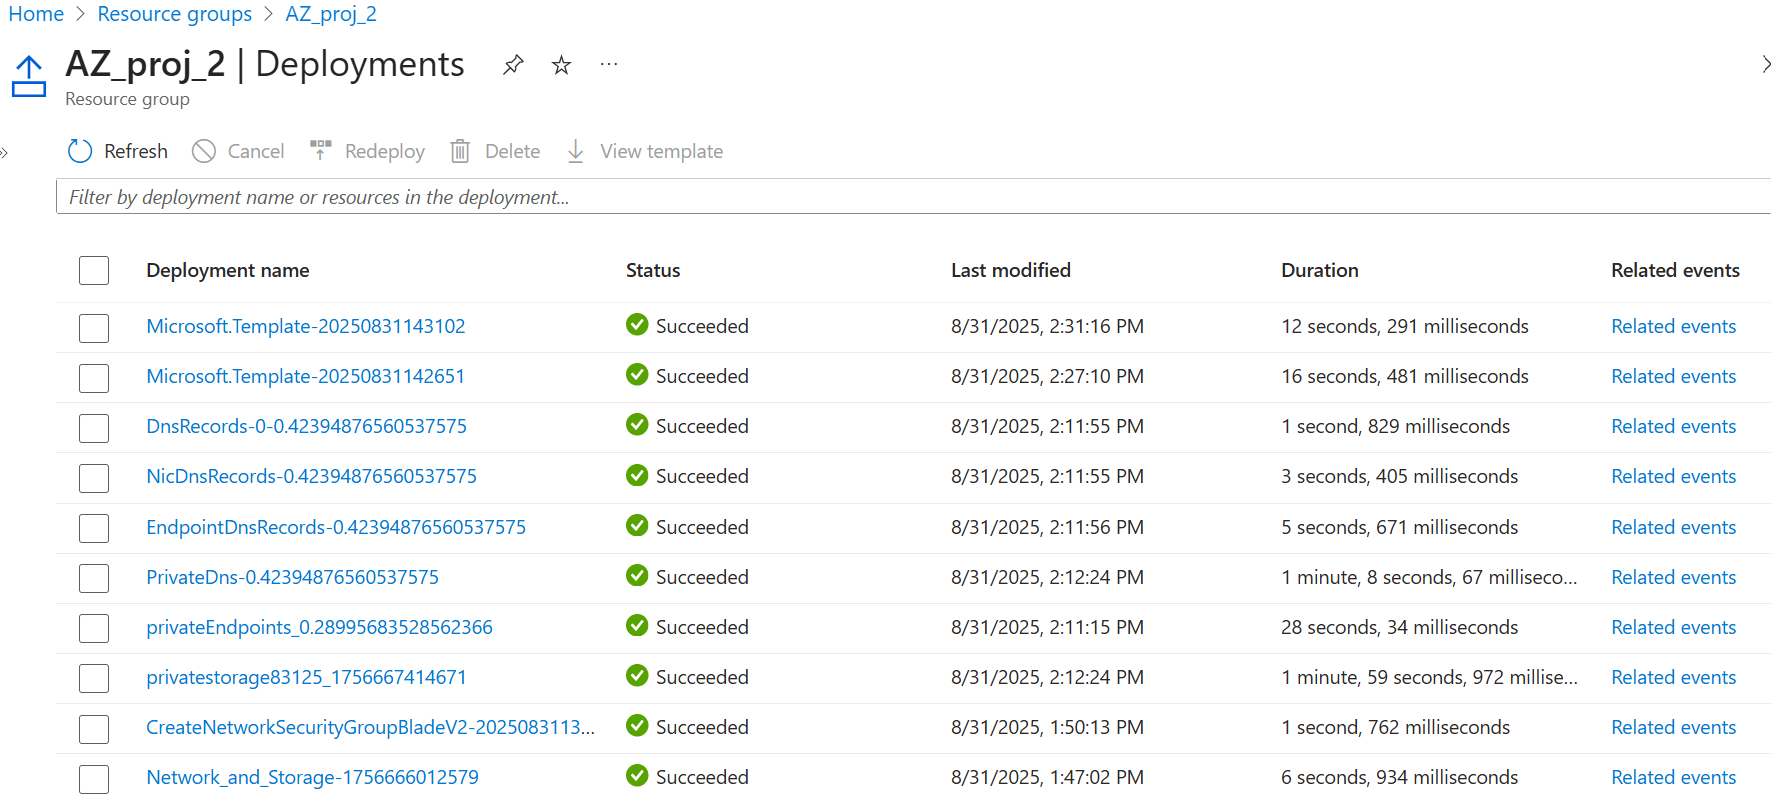 Home > Resource groups > AZ_proj_2
AZ_proj_2 | Deployments
Resource group
Refresh Cancel Redeploy Delete View template
Filter by deployment name or resources in the deployment...
Deployment name Status Last modified Duration Related events
Microsoft.Template-20250831143102 Succeeded 8/31/2025, 2:31:16 PM 12 seconds, 291 milliseconds Related events
Microsoft.Template-20250831142651 Succeeded 8/31/2025, 2:27:10 PM 16 seconds, 481 milliseconds Related events
DnsRecords-0-0.42394876560537575 Succeeded 8/31/2025, 2:11:55 PM 1 second, 829 milliseconds Related events
NicDnsRecords-0.42394876560537575 Succeeded 8/31/2025, 2:11:55 PM 3 seconds, 405 milliseconds Related events
EndpointDnsRecords-0.42394876560537575 Succeeded 8/31/2025, 2:11:56 PM 5 seconds, 671 milliseconds Related events
PrivateDns-0.42394876560537575 Succeeded 8/31/2025, 2:12:24 PM 1 minute, 8 seconds, 67 milliseco... Related events
privateEndpoints_0.28995683528562366 Succeeded 8/31/2025, 2:11:15 PM 28 seconds, 34 milliseconds Related events
privatestorage83125_1756667414671 Succeeded 8/31/2025, 2:12:24 PM 1 minute, 59 seconds, 972 millise... Related events
CreateNetworkSecurityGroupBladeV2-2025083113... Succeeded 8/31/2025, 1:50:13 PM 1 second, 762 milliseconds Related events
Network_and_Storage-1756666012579 Succeeded 8/31/2025, 1:47:02 PM 6 seconds, 934 milliseconds Related events